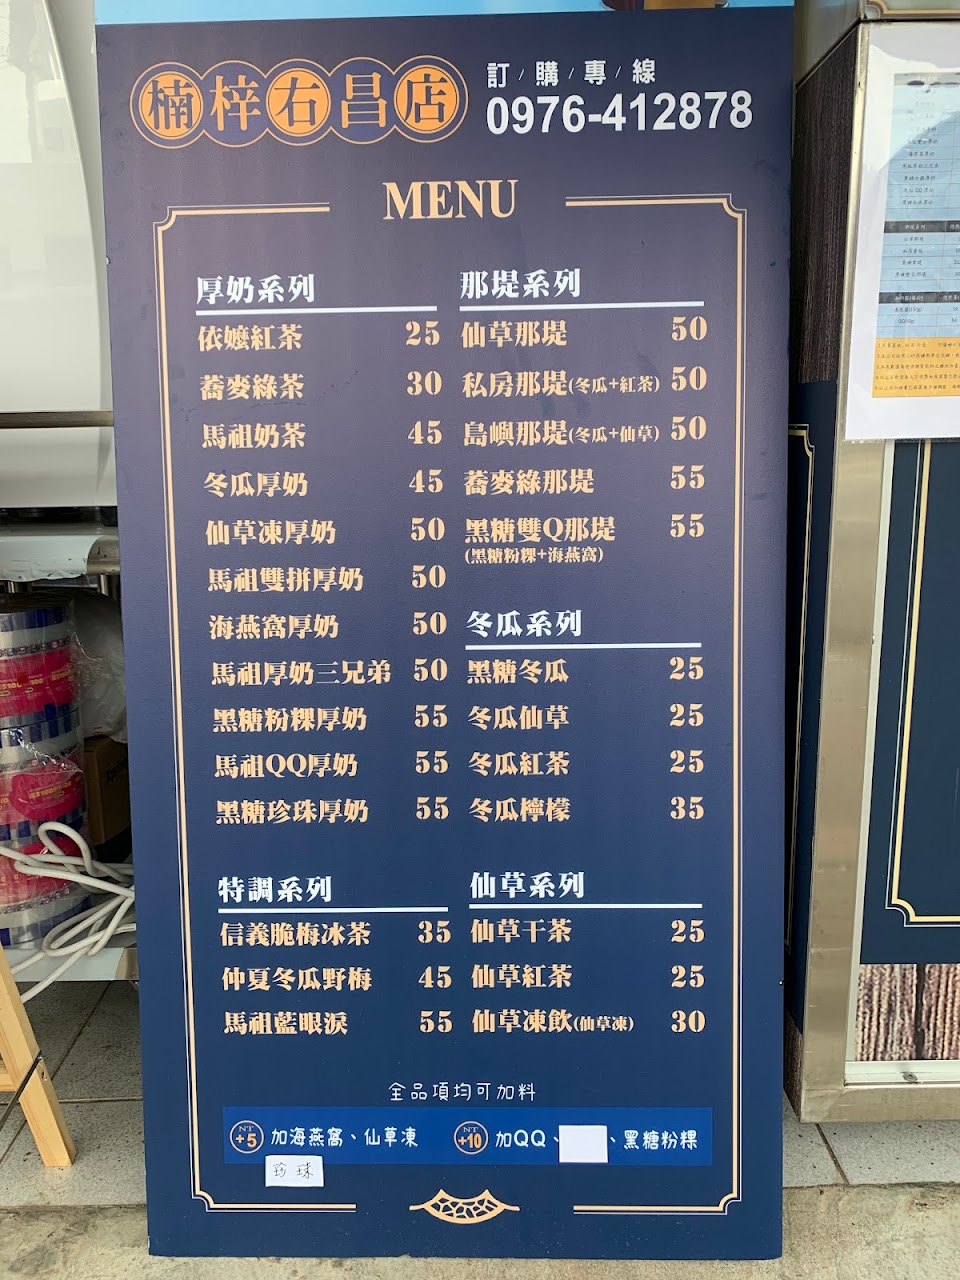 楠梓右昌店
訂/購/專/線
0976-412878
MENU
厚奶系列
依嬤紅茶 25
蕎麥綠茶 30
馬祖奶茶 45
冬瓜厚奶 45
仙草凍厚奶 50
馬祖雙拼厚奶 50
海燕窩厚奶 50
馬祖厚奶三兄弟 50
黑糖粉粿厚奶 55
馬祖QQ厚奶 55
黑糖珍珠厚奶 55
特調系列
信義脆梅冰茶 35
仲夏冬瓜野梅 45
馬祖藍眼淚 55
那堤系列
仙草那堤 50
私房那堤(冬瓜+紅茶) 50
島嶼那堤(冬瓜+仙草) 50
蕎麥綠那堤 55
黑糖雙Q那堤 55
(黑糖粉粿+海燕窩)
冬瓜系列
黑糖冬瓜 25
冬瓜仙草 25
冬瓜紅茶 25
冬瓜檸檬 35
仙草系列
仙草干茶 25
仙草紅茶 25
仙草凍飲(仙草凍) 30
全品項均可加料
NT +5 加海燕窩、仙草凍
珍珠
NT +10 加QQ、 、黑糖粉粿